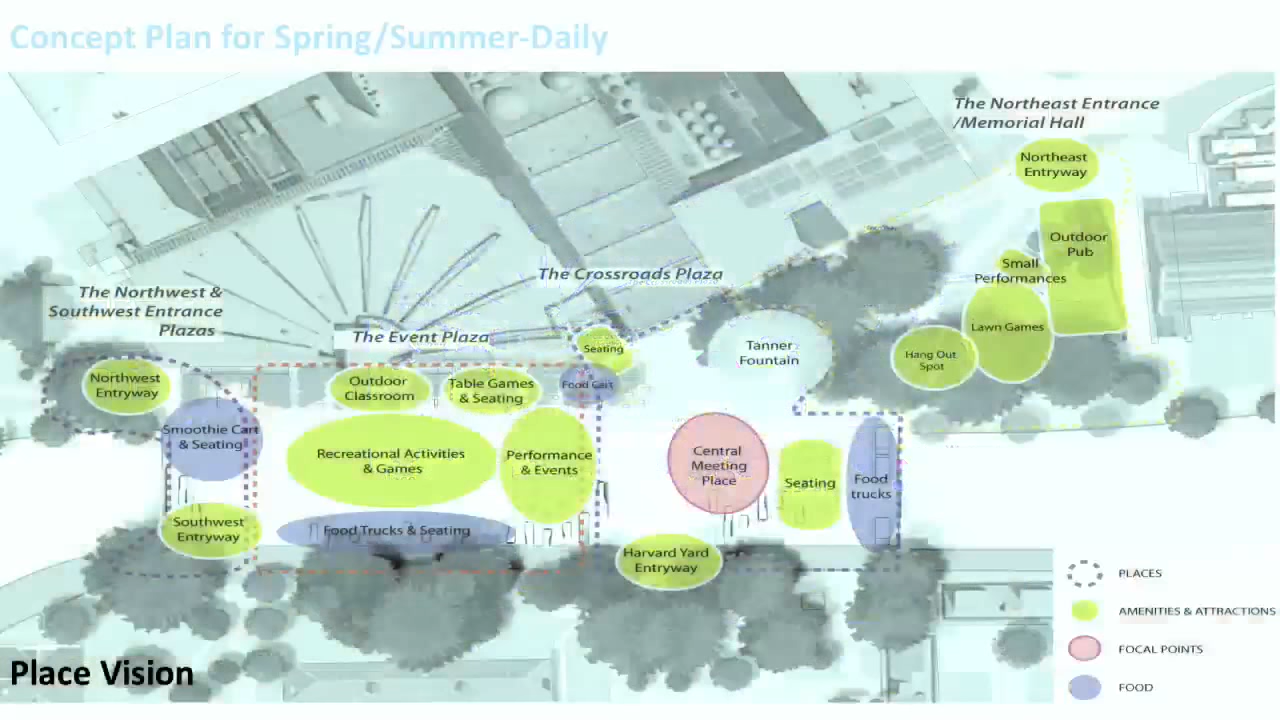 Concept Plan for Spring/Summer-Daily
The Northeast Entrance
/Memorial Hall
Northeast
Entryway
Outdoor
Pub
Small
Performances
Lawn Games
Hang Out
Spot
The Crossroads Plaza
The Northwest &
Southwest Entrance
Plazas
The Event Plaza
Seating
Tanner
Fountain
Northwest
Entryway
Outdoor
Classroom
Table Games
& Seating
Food Cart
Smoothie Cart
& Seating
Recreational Activities
& Games
Performance
& Events
Central
Meeting
Place
Seating
Food
trucks
Southwest
Entryway
Food Trucks & Seating
Harvard Yard
Entryway
PLACES
AMENITIES & ATTRACTIONS
FOCAL POINTS
FOOD
Place Vision